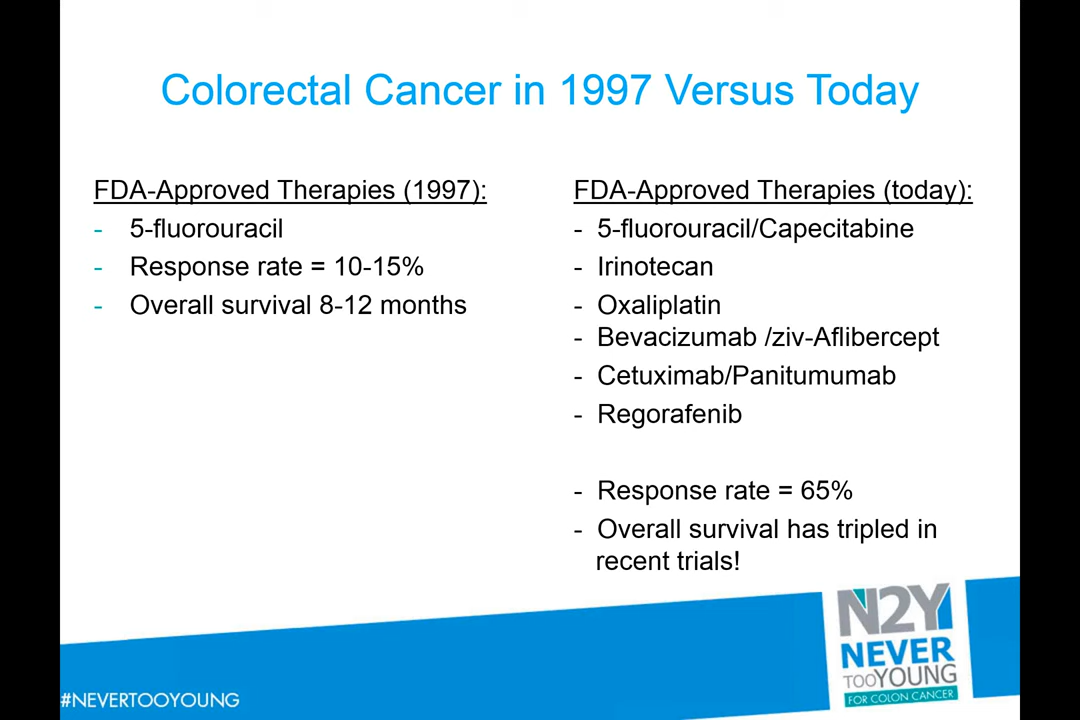 Colorectal Cancer in 1997 Versus Today
FDA-Approved Therapies (1997):
- 5-fluorouracil
- Response rate = 10-15%
- Overall survival 8-12 months
FDA-Approved Therapies (today):
- 5-fluorouracil/Capecitabine
- Irinotecan
- Oxaliplatin
- Bevacizumab /ziv-Aflibercept
- Cetuximab/Panitumumab
- Regorafenib
- Response rate = 65%
- Overall survival has tripled in
recent trials!
N2Y
NEVER
TOOYOUNG
FOR COLON CANCER
#NEVERTOOYOUNG